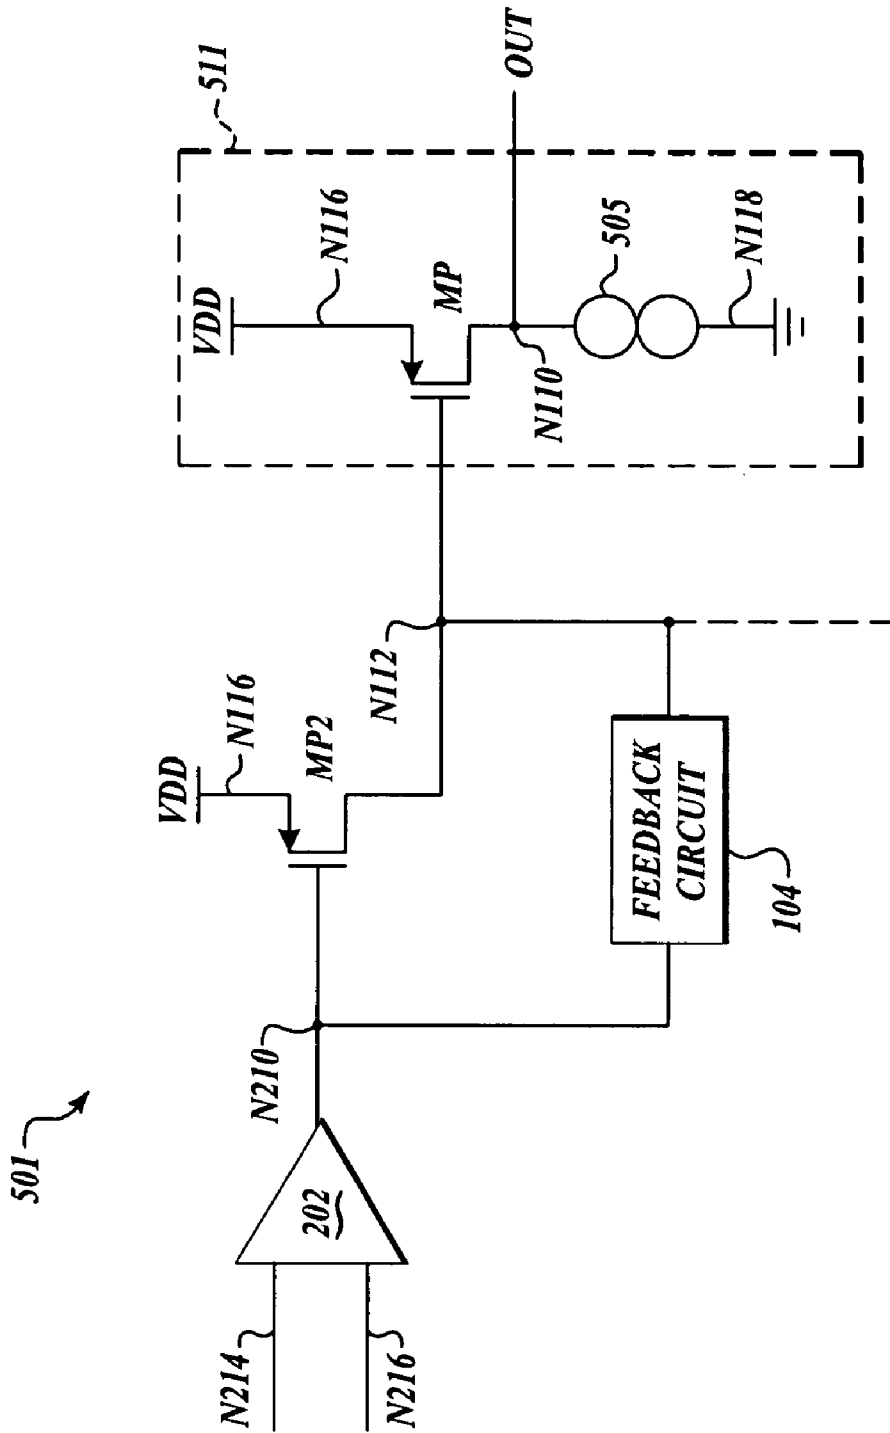 501
N214
N216
202
N210
VDD
N116
MP2
N112
FEEDBACK
CIRCUIT
104
511
VDD
N116
MP
OUT
N110
505
N118